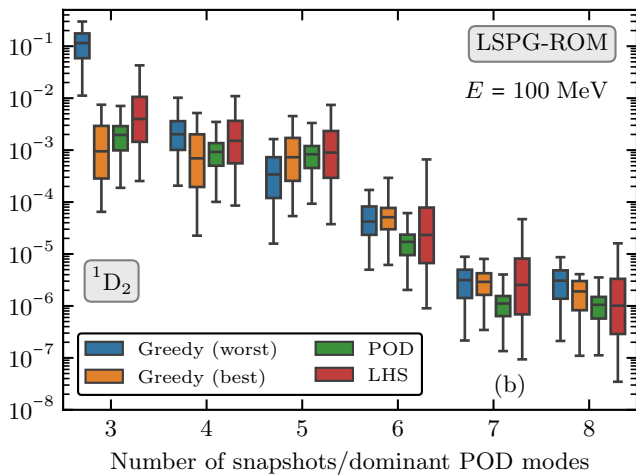 10⁻¹
10⁻²
10⁻³
10⁻⁴
10⁻⁵
10⁻⁶
10⁻⁷
10⁻⁸
LSPG-ROM
E = 100 MeV
¹D₂
Greedy (worst)
Greedy (best)
POD
LHS
(b)
3 4 5 6 7 8
Number of snapshots/dominant POD modes